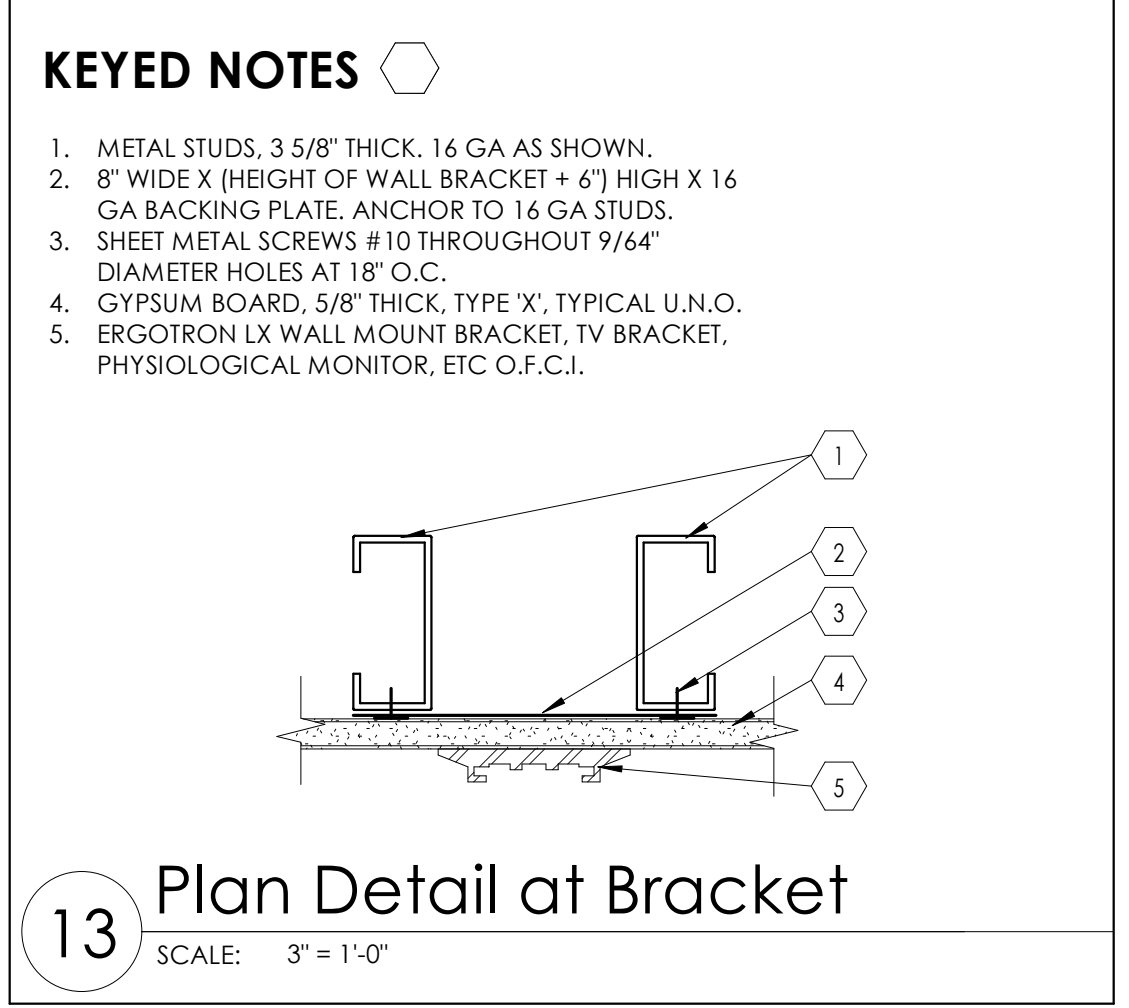 KEYED NOTES
1. METAL STUDS, 3 5/8" THICK. 16 GA AS SHOWN.
2. 8" WIDE X (HEIGHT OF WALL BRACKET + 6") HIGH X 16
GA BACKING PLATE. ANCHOR TO 16 GA STUDS.
3. SHEET METAL SCREWS #10 THROUGHOUT 9/64"
DIAMETER HOLES AT 18" O.C.
4. GYPSUM BOARD, 5/8" THICK, TYPE 'X', TYPICAL U.N.O.
5. ERGOTRON LX WALL MOUNT BRACKET, TV BRACKET,
PHYSIOLOGICAL MONITOR, ETC O.F.C.I.
1
2
3
4
5
13 Plan Detail at Bracket
SCALE: 3" = 1'-0"